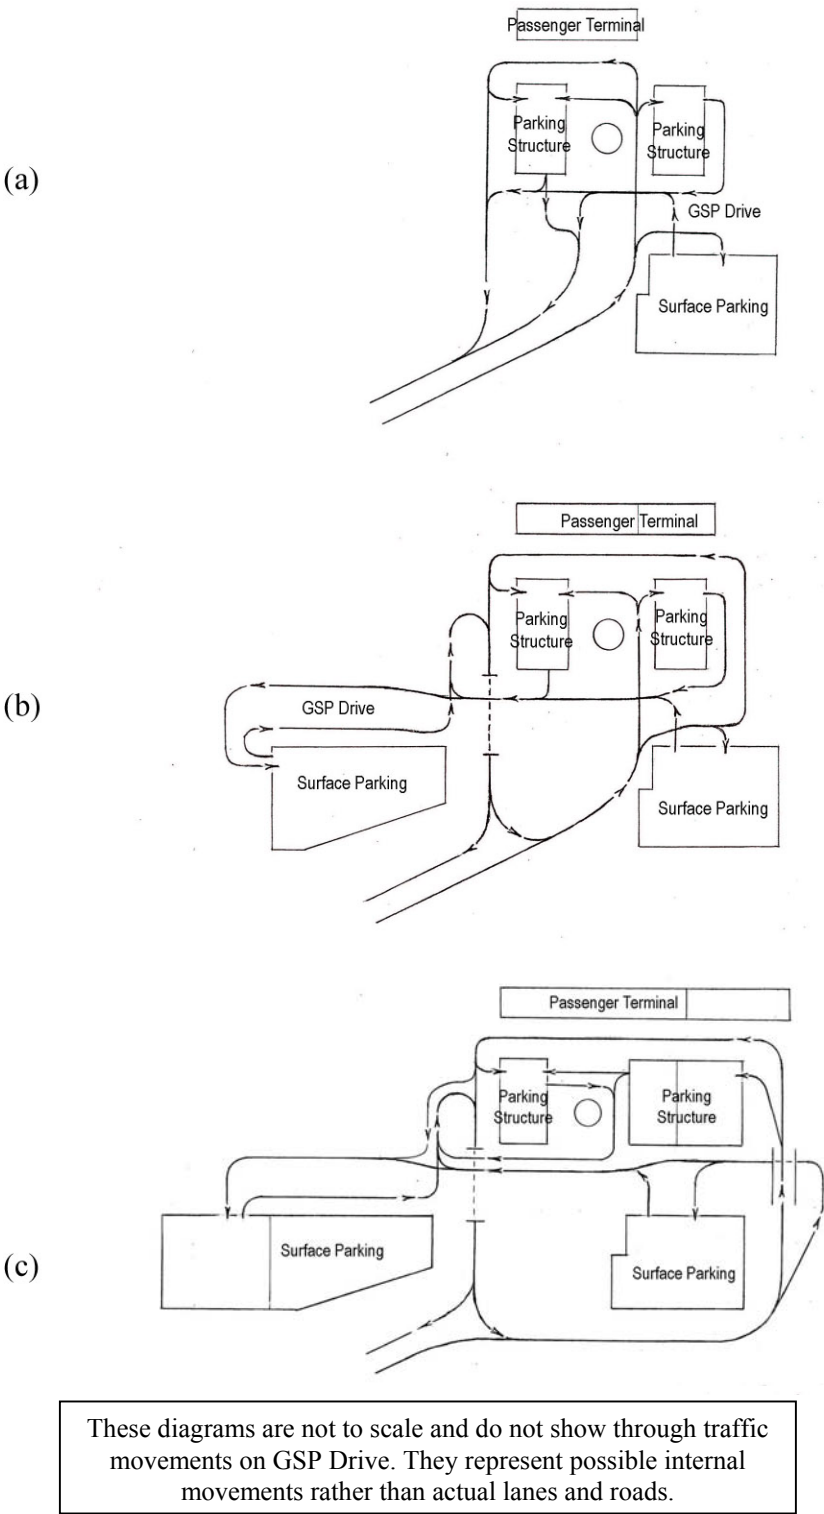 Passenger Terminal
Parking
Structure
Parking
Structure
(a)
GSP Drive
Surface Parking
Passenger Terminal
Parking
Structure
Parking
Structure
(b)
GSP Drive
Surface Parking
Surface Parking
Passenger Terminal
Parking
Structure
Parking
Structure
(c)
Surface Parking
Surface Parking
These diagrams are not to scale and do not show through traffic
movements on GSP Drive. They represent possible internal
movements rather than actual lanes and roads.